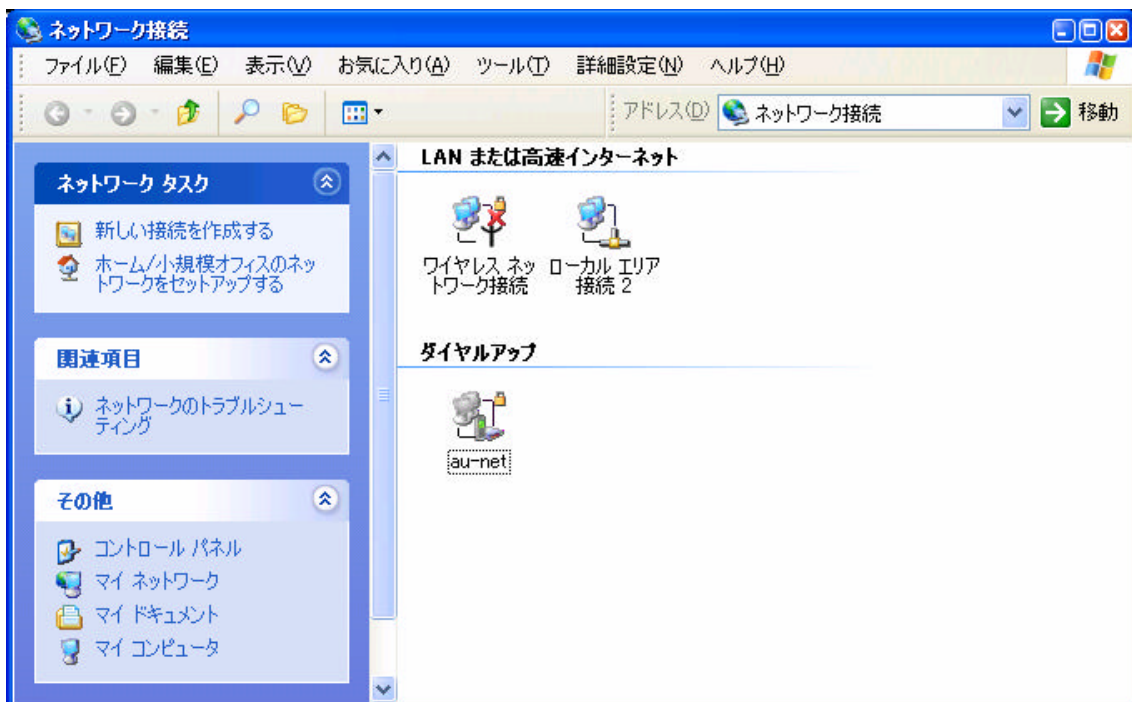 ネットワーク接続
ファイル(F) 編集(E) 表示(V) お気に入り(A) ツール(T) 詳細設定(N) ヘルプ(H)
アドレス(D) ネットワーク接続 移動
ネットワーク タスク
新しい接続を作成する
ホーム/小規模オフィスのネッ
トワークをセットアップする
関連項目
ネットワークのトラブルシュー
ティング
その他
コントロール パネル
マイ ネットワーク
マイ ドキュメント
マイ コンピュータ
LAN または高速インターネット
ワイヤレス ネッ
トワーク接続
ローカル エリア
接続 2
ダイヤルアップ
au-net